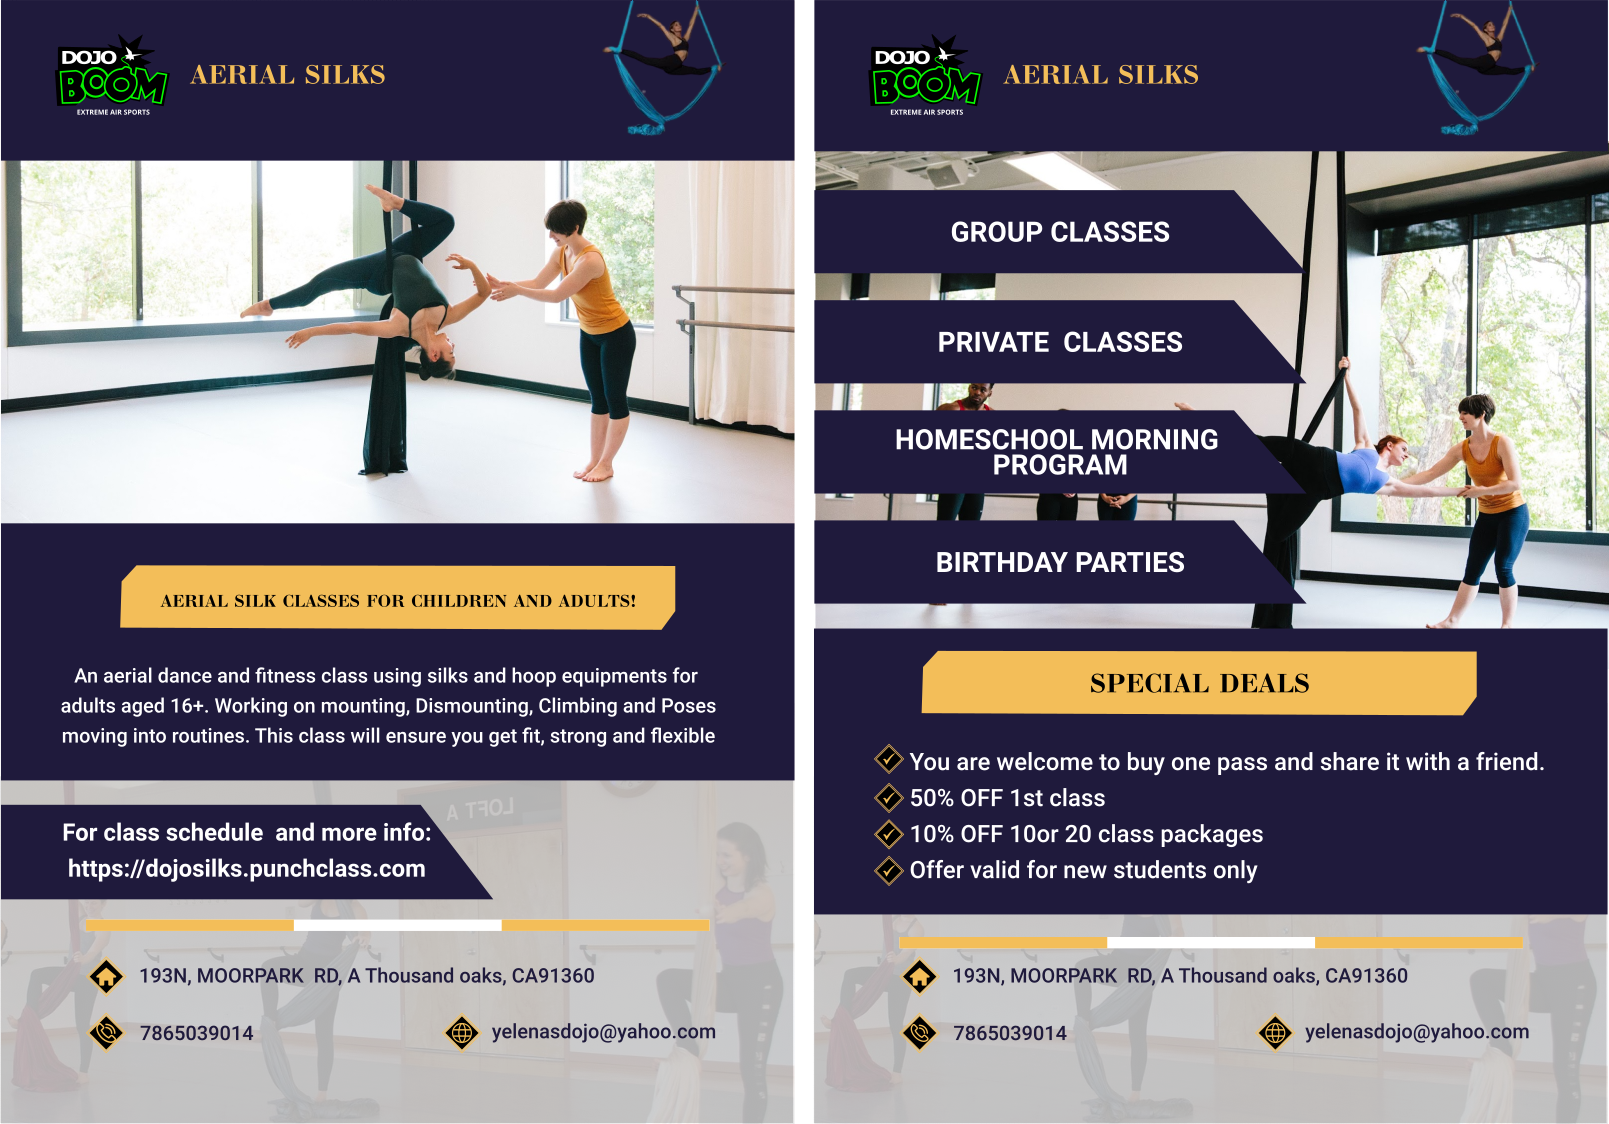 DOJO
BOOM
EXTREME AIR SPORTS
AERIAL SILKS
AERIAL SILK CLASSES FOR CHILDREN AND ADULTS!
An aerial dance and fitness class using silks and hoop equipments for
adults aged 16+. Working on mounting, Dismounting, Climbing and Poses
moving into routines. This class will ensure you get fit, strong and flexible
LOFT A
For class schedule  and more info:
https://dojosilks.punchclass.com
193N, MOORPARK  RD, A Thousand oaks, CA91360
7865039014
yelenasdojo@yahoo.com
DOJO
BOOM
EXTREME AIR SPORTS
AERIAL SILKS
GROUP CLASSES
PRIVATE  CLASSES
HOMESCHOOL MORNING
PROGRAM
BIRTHDAY PARTIES
SPECIAL DEALS
You are welcome to buy one pass and share it with a friend.
50% OFF 1st class
10% OFF 10or 20 class packages
Offer valid for new students only
193N, MOORPARK  RD, A Thousand oaks, CA91360
7865039014
yelenasdojo@yahoo.com